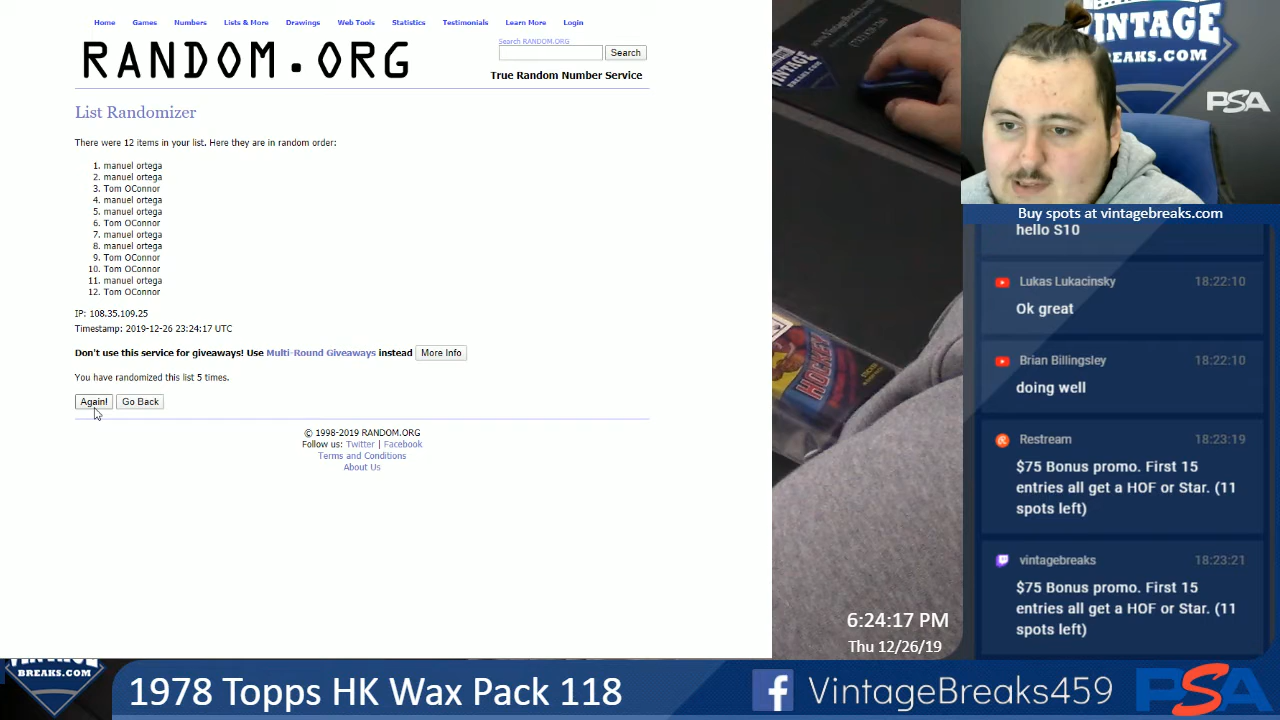 Home Games Numbers Lists & More Drawings Web Tools Statistics Testimonials Learn More Login
RANDOM.ORG
Search RANDOM.ORG
Search
True Random Number Service
List Randomizer
There were 12 items in your list. Here they are in random order:
1. manuel ortega
2. manuel ortega
3. Tom OConnor
4. manuel ortega
5. manuel ortega
6. Tom OConnor
7. manuel ortega
8. manuel ortega
9. Tom OConnor
10. Tom OConnor
11. manuel ortega
12. Tom OConnor
IP: 108.35.109.25
Timestamp: 2019-12-26 23:24:17 UTC
Don't use this service for giveaways! Use Multi-Round Giveaways instead More Info
You have randomized this list 5 times.
Again! Go Back
© 1998-2019 RANDOM.ORG
Follow us: Twitter | Facebook
Terms and Conditions
About Us
VINTAGE
BREAKS
HOCKEY
6:24:17 PM
Thu 12/26/19
VINTAGE
BREAKS.COM
PSA
Buy spots at vintagebreaks.com
hello S10
Lukas Lukacinsky 18:22:10
Ok great
Brian Billingsley 18:22:10
doing well
Restream 18:23:19
$75 Bonus promo. First 15
entries all get a HOF or Star. (11
spots left)
vintagebreaks 18:23:21
$75 Bonus promo. First 15
entries all get a HOF or Star. (11
spots left)
VINTAGE
BREAKS.COM
1978 Topps HK Wax Pack 118
f VintageBreaks459
PSA